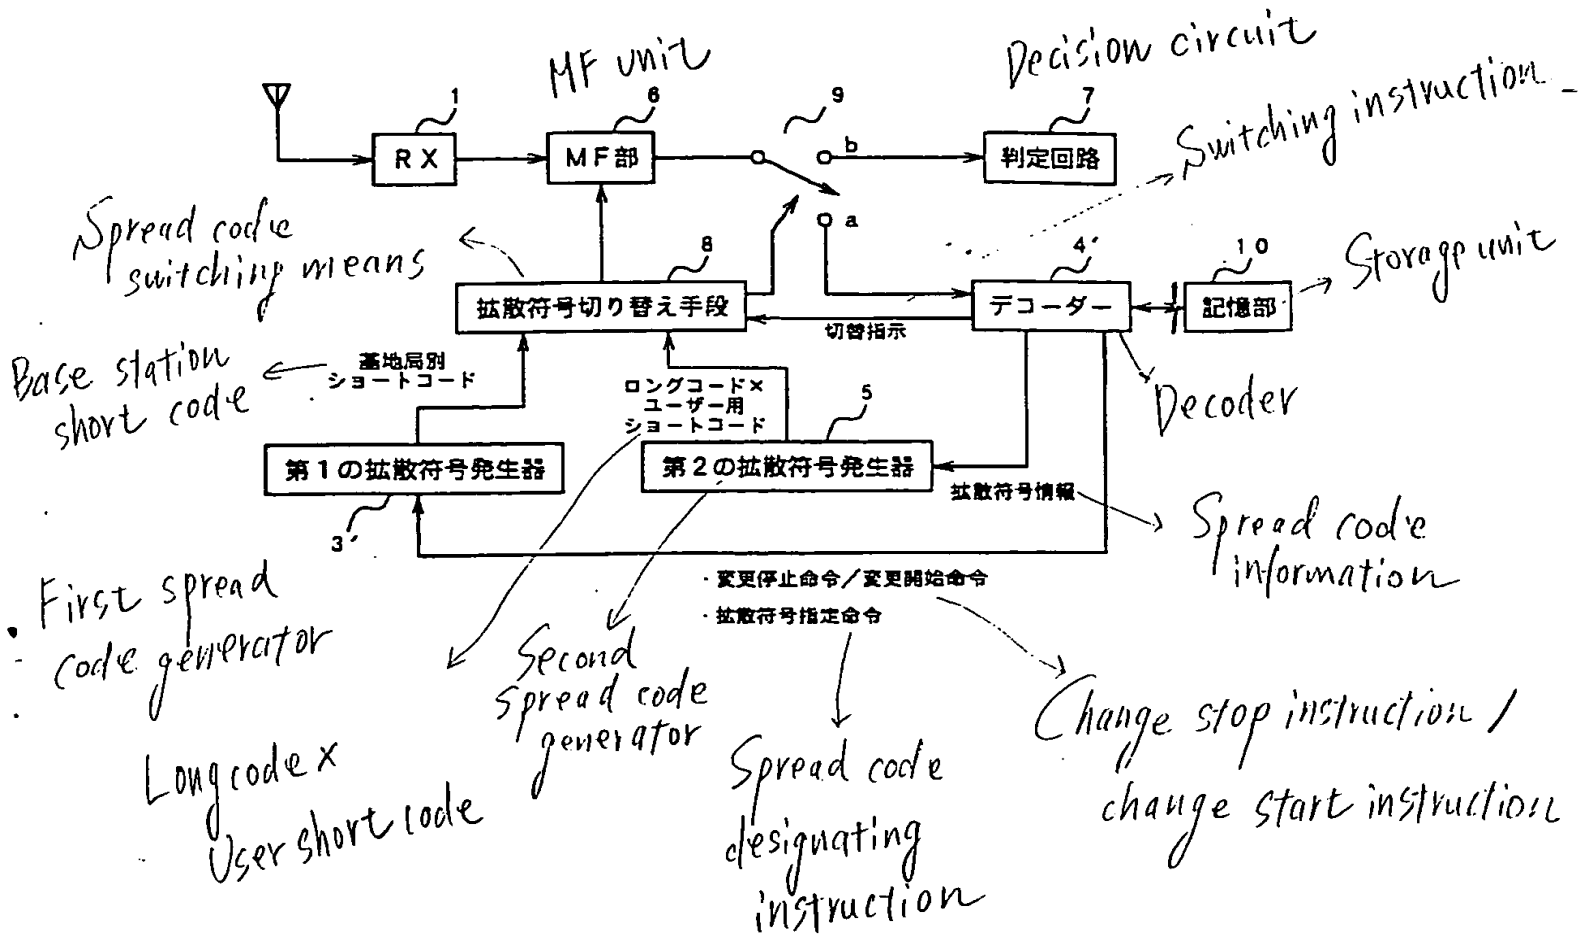 MF unit
Decision circuit
1
6
9
7
Switching instruction
RX
MF部
b
判定回路
a
Spread code
switching means
8
4'
10
Storage unit
拡散符号切り替え手段
デコーダー
記憶部
切替指示
Base station
short code
基地局別
ショートコード
ロングコード×
ユーザー用
ショートコード
5
Decoder
第1の拡散符号発生器
第2の拡散符号発生器
拡散符号情報
3'
Spread code
information
・変更停止命令/変更開始命令
・拡散符号指定命令
First spread
code generator
Second
spread code
generator
Change stop instruction /
change start instruction
Long code x
User short code
Spread code
designating
instruction